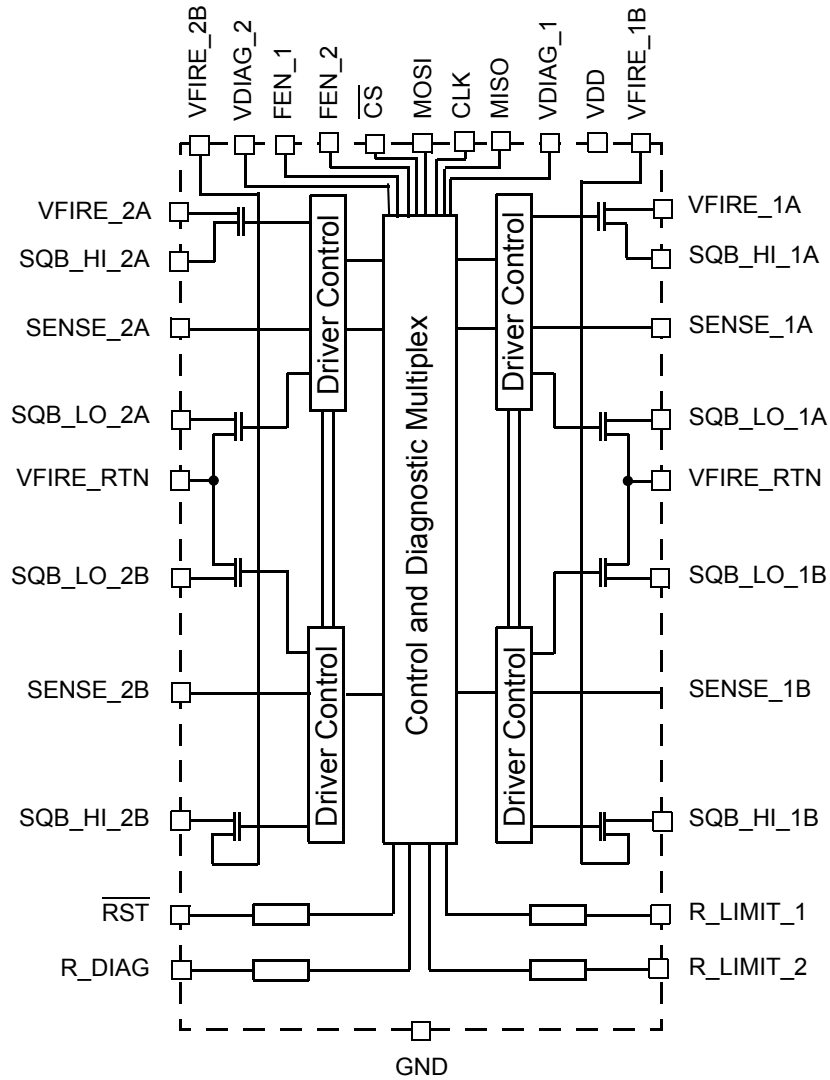 VFIRE_2B
VDIAG_2
FEN_1
FEN_2
CS
MOSI
CLK
MISO
VDIAG_1
VDD
VFIRE_1B
VFIRE_2A
SQB_HI_2A
SENSE_2A
SQB_LO_2A
VFIRE_RTN
SQB_LO_2B
SENSE_2B
SQB_HI_2B
RST
R_DIAG
Driver Control
Driver Control
Control and Diagnostic Multiplex
Driver Control
Driver Control
VFIRE_1A
SQB_HI_1A
SENSE_1A
SQB_LO_1A
VFIRE_RTN
SQB_LO_1B
SENSE_1B
SQB_HI_1B
R_LIMIT_1
R_LIMIT_2
GND